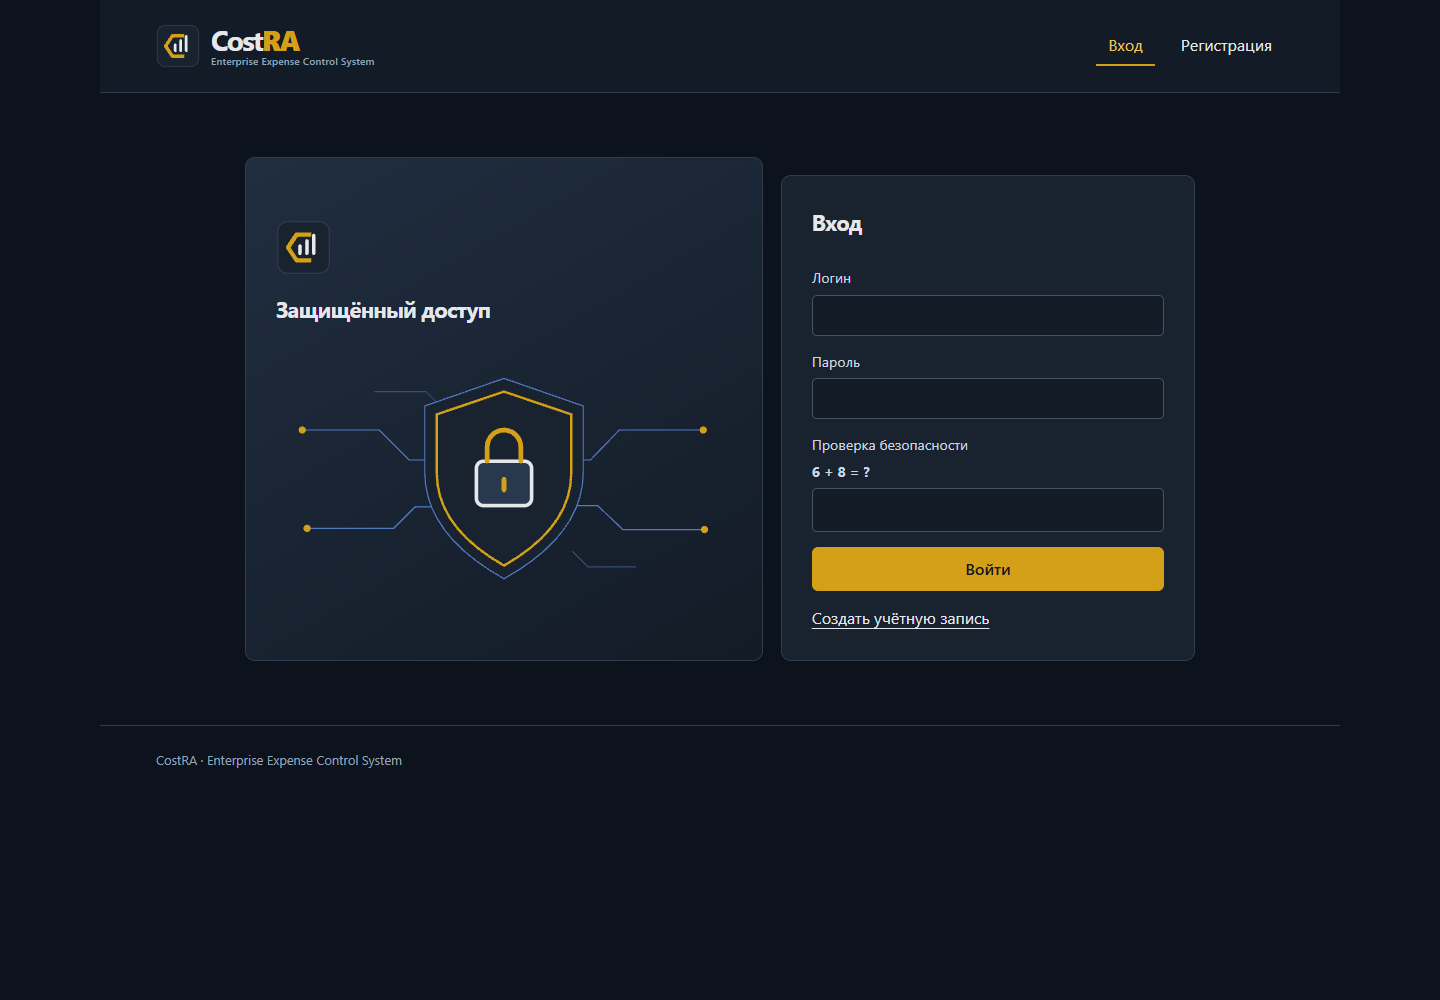 CostRA
Enterprise Expense Control System
Вход
Регистрация
Защищённый доступ
Вход
Логин
Пароль
Проверка безопасности
6 + 8 = ?
Войти
Создать учётную запись
CostRA · Enterprise Expense Control System